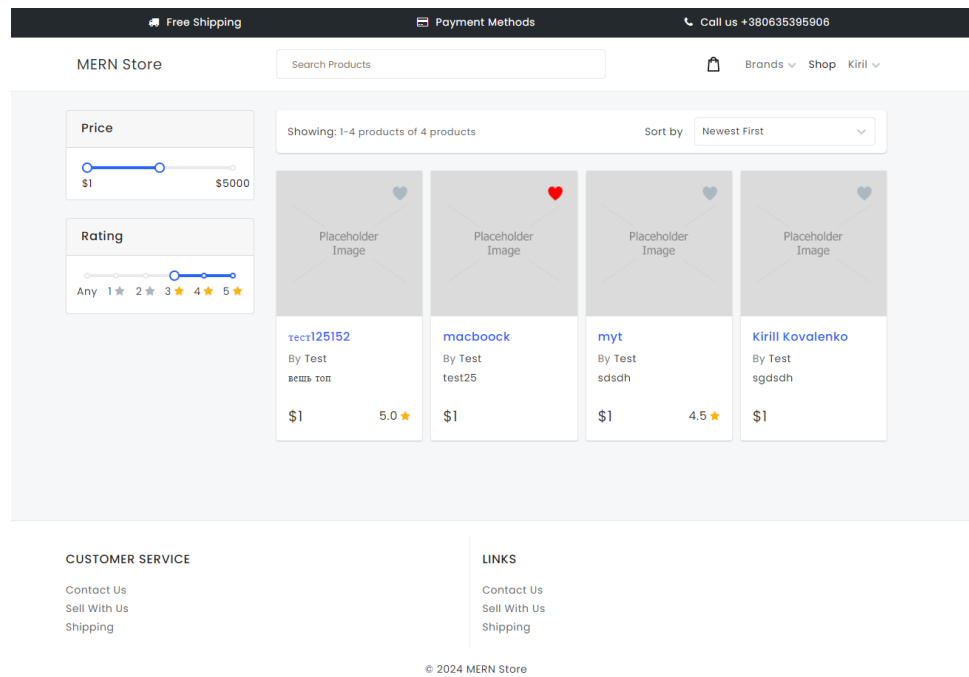 Free Shipping
Payment Methods
Call us +380635395906
MERN Store
Search Products
Brands
Shop
Kiril
Price
$1
$5000
Rating
Any 1 2 3 4 5
Showing: 1-4 products of 4 products
Sort by
Newest First
Placeholder
Image
тест125152
By Test
вещь топ
$1
5.0
Placeholder
Image
macboock
By Test
test25
$1
Placeholder
Image
myt
By Test
sdsdh
$1
4.5
Placeholder
Image
Kirill Kovalenko
By Test
sgdsdh
$1
CUSTOMER SERVICE
Contact Us
Sell With Us
Shipping
LINKS
Contact Us
Sell With Us
Shipping
© 2024 MERN Store